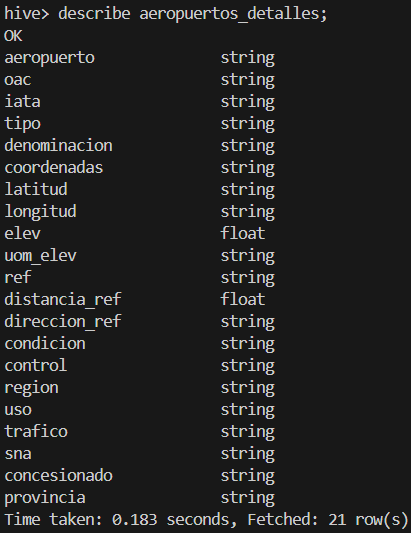 hive> describe aeropuertos_detalles;
OK
aeropuerto string
oac string
iata string
tipo string
denominacion string
coordenadas string
latitud string
longitud string
elev float
uom_elev string
ref string
distancia_ref float
direccion_ref string
condicion string
control string
region string
uso string
trafico string
sna string
concesionado string
provincia string
Time taken: 0.183 seconds, Fetched: 21 row(s)